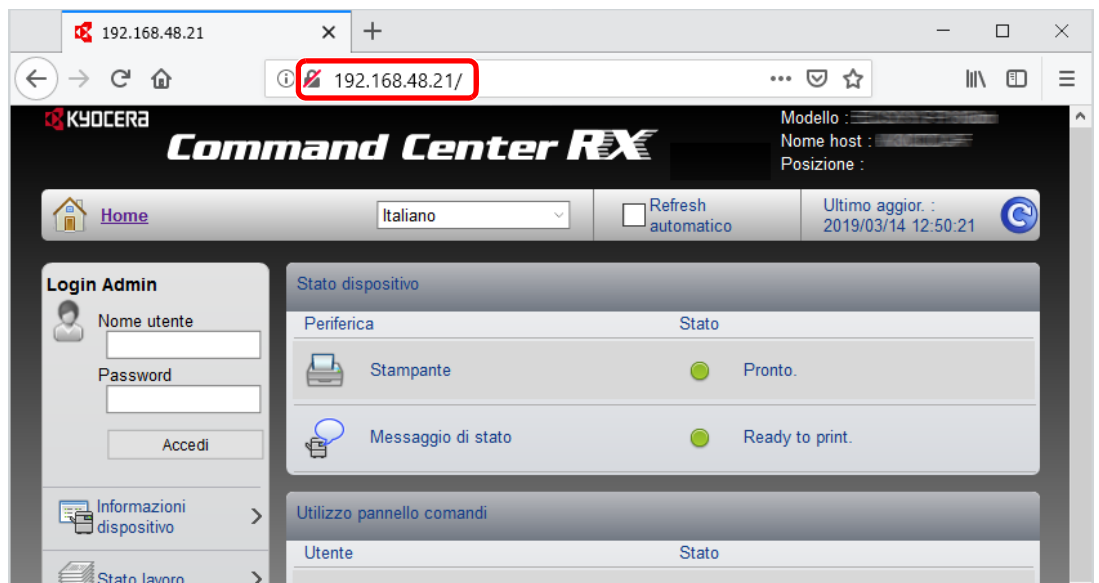 192.168.48.21
192.168.48.21/
KYOCERA
Command Center RX
Modello :
Nome host :
Posizione :
Home
Italiano
Refresh
automatico
Ultimo aggior. :
2019/03/14 12:50:21
Login Admin
Nome utente
Password
Accedi
Informazioni
dispositivo
Stato lavoro
Stato dispositivo
Periferica Stato
Stampante Pronto.
Messaggio di stato Ready to print.
Utilizzo pannello comandi
Utente Stato